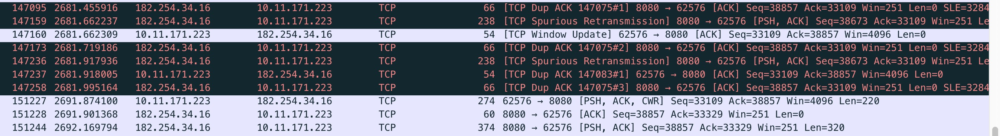 147095 2681.455916 182.254.34.16 10.11.171.223 TCP 66 [TCP Dup ACK 147075#1] 8080 → 62576 [ACK] Seq=38857 Ack=33109 Win=251 Len=0 SLE=3284
147159 2681.662237 182.254.34.16 10.11.171.223 TCP 238 [TCP Spurious Retransmission] 8080 → 62576 [PSH, ACK] Seq=38673 Ack=33109 Win=251 Le
147160 2681.662309 10.11.171.223 182.254.34.16 TCP 54 [TCP Window Update] 62576 → 8080 [ACK] Seq=33109 Ack=38857 Win=4096 Len=0
147173 2681.719186 182.254.34.16 10.11.171.223 TCP 66 [TCP Dup ACK 147075#2] 8080 → 62576 [ACK] Seq=38857 Ack=33109 Win=251 Len=0 SLE=3284
147236 2681.917936 182.254.34.16 10.11.171.223 TCP 238 [TCP Spurious Retransmission] 8080 → 62576 [PSH, ACK] Seq=38673 Ack=33109 Win=251 Le
147237 2681.918005 10.11.171.223 182.254.34.16 TCP 54 [TCP Dup ACK 147083#1] 62576 → 8080 [ACK] Seq=33109 Ack=38857 Win=4096 Len=0
147258 2681.995164 182.254.34.16 10.11.171.223 TCP 66 [TCP Dup ACK 147075#3] 8080 → 62576 [ACK] Seq=38857 Ack=33109 Win=251 Len=0 SLE=3284
151227 2691.874100 10.11.171.223 182.254.34.16 TCP 274 62576 → 8080 [PSH, ACK, CWR] Seq=33109 Ack=38857 Win=4096 Len=220
151228 2691.901368 182.254.34.16 10.11.171.223 TCP 60 8080 → 62576 [ACK] Seq=38857 Ack=33329 Win=251 Len=0
151244 2692.169794 182.254.34.16 10.11.171.223 TCP 374 8080 → 62576 [PSH, ACK] Seq=38857 Ack=33329 Win=251 Len=320